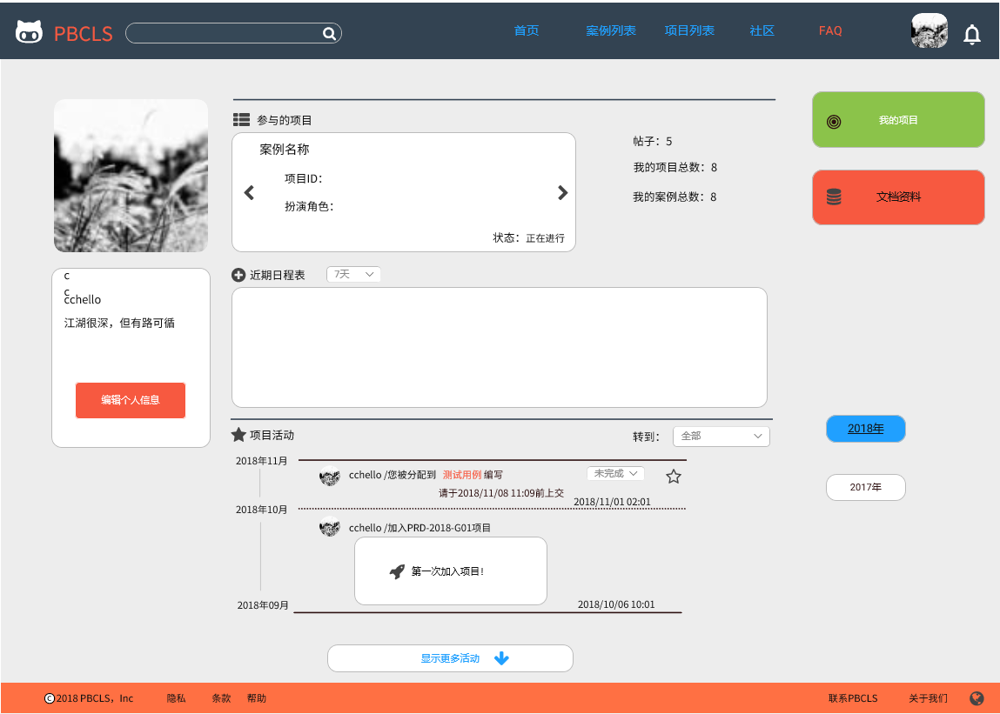 PBCLS
首页
案例列表
项目列表
社区
FAQ
参与的项目
案例名称
项目ID：
扮演角色：
状态：正在进行
帖子：5
我的项目总数：8
我的案例总数：8
我的项目
文档资料
c
c
cchello
江湖很深，但有路可循
编辑个人信息
近期日程表
7天
项目活动
转到：
全部
2018年11月
cchello /您被分配到 测试用例 编写
未完成
请于2018/11/08 11:09前上交
2018/11/01 02:01
2018年10月
cchello /加入PRD-2018-G01项目
第一次加入项目！
2018年09月
2018/10/06 10:01
2018年
2017年
显示更多活动
©2018 PBCLS，Inc
隐私
条款
帮助
联系PBCLS
关于我们